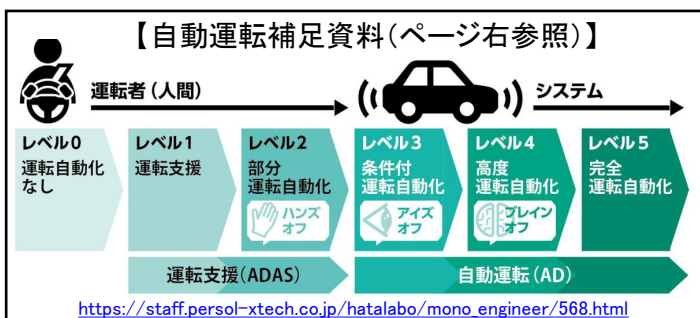 【自動運転補足資料(ページ右参照)】
運転者(人間)
システム
レベル0
運転自動化
なし
レベル1
運転支援
レベル2
部分
運転自動化
ハンズ
オフ
レベル3
条件付
運転自動化
アイズ
オフ
レベル4
高度
運転自動化
ブレイン
オフ
レベル5
完全
運転自動化
運転支援(ADAS)
自動運転(AD)
https://staff.persol-xtech.co.jp/hatalabo/mono_engineer/568.html